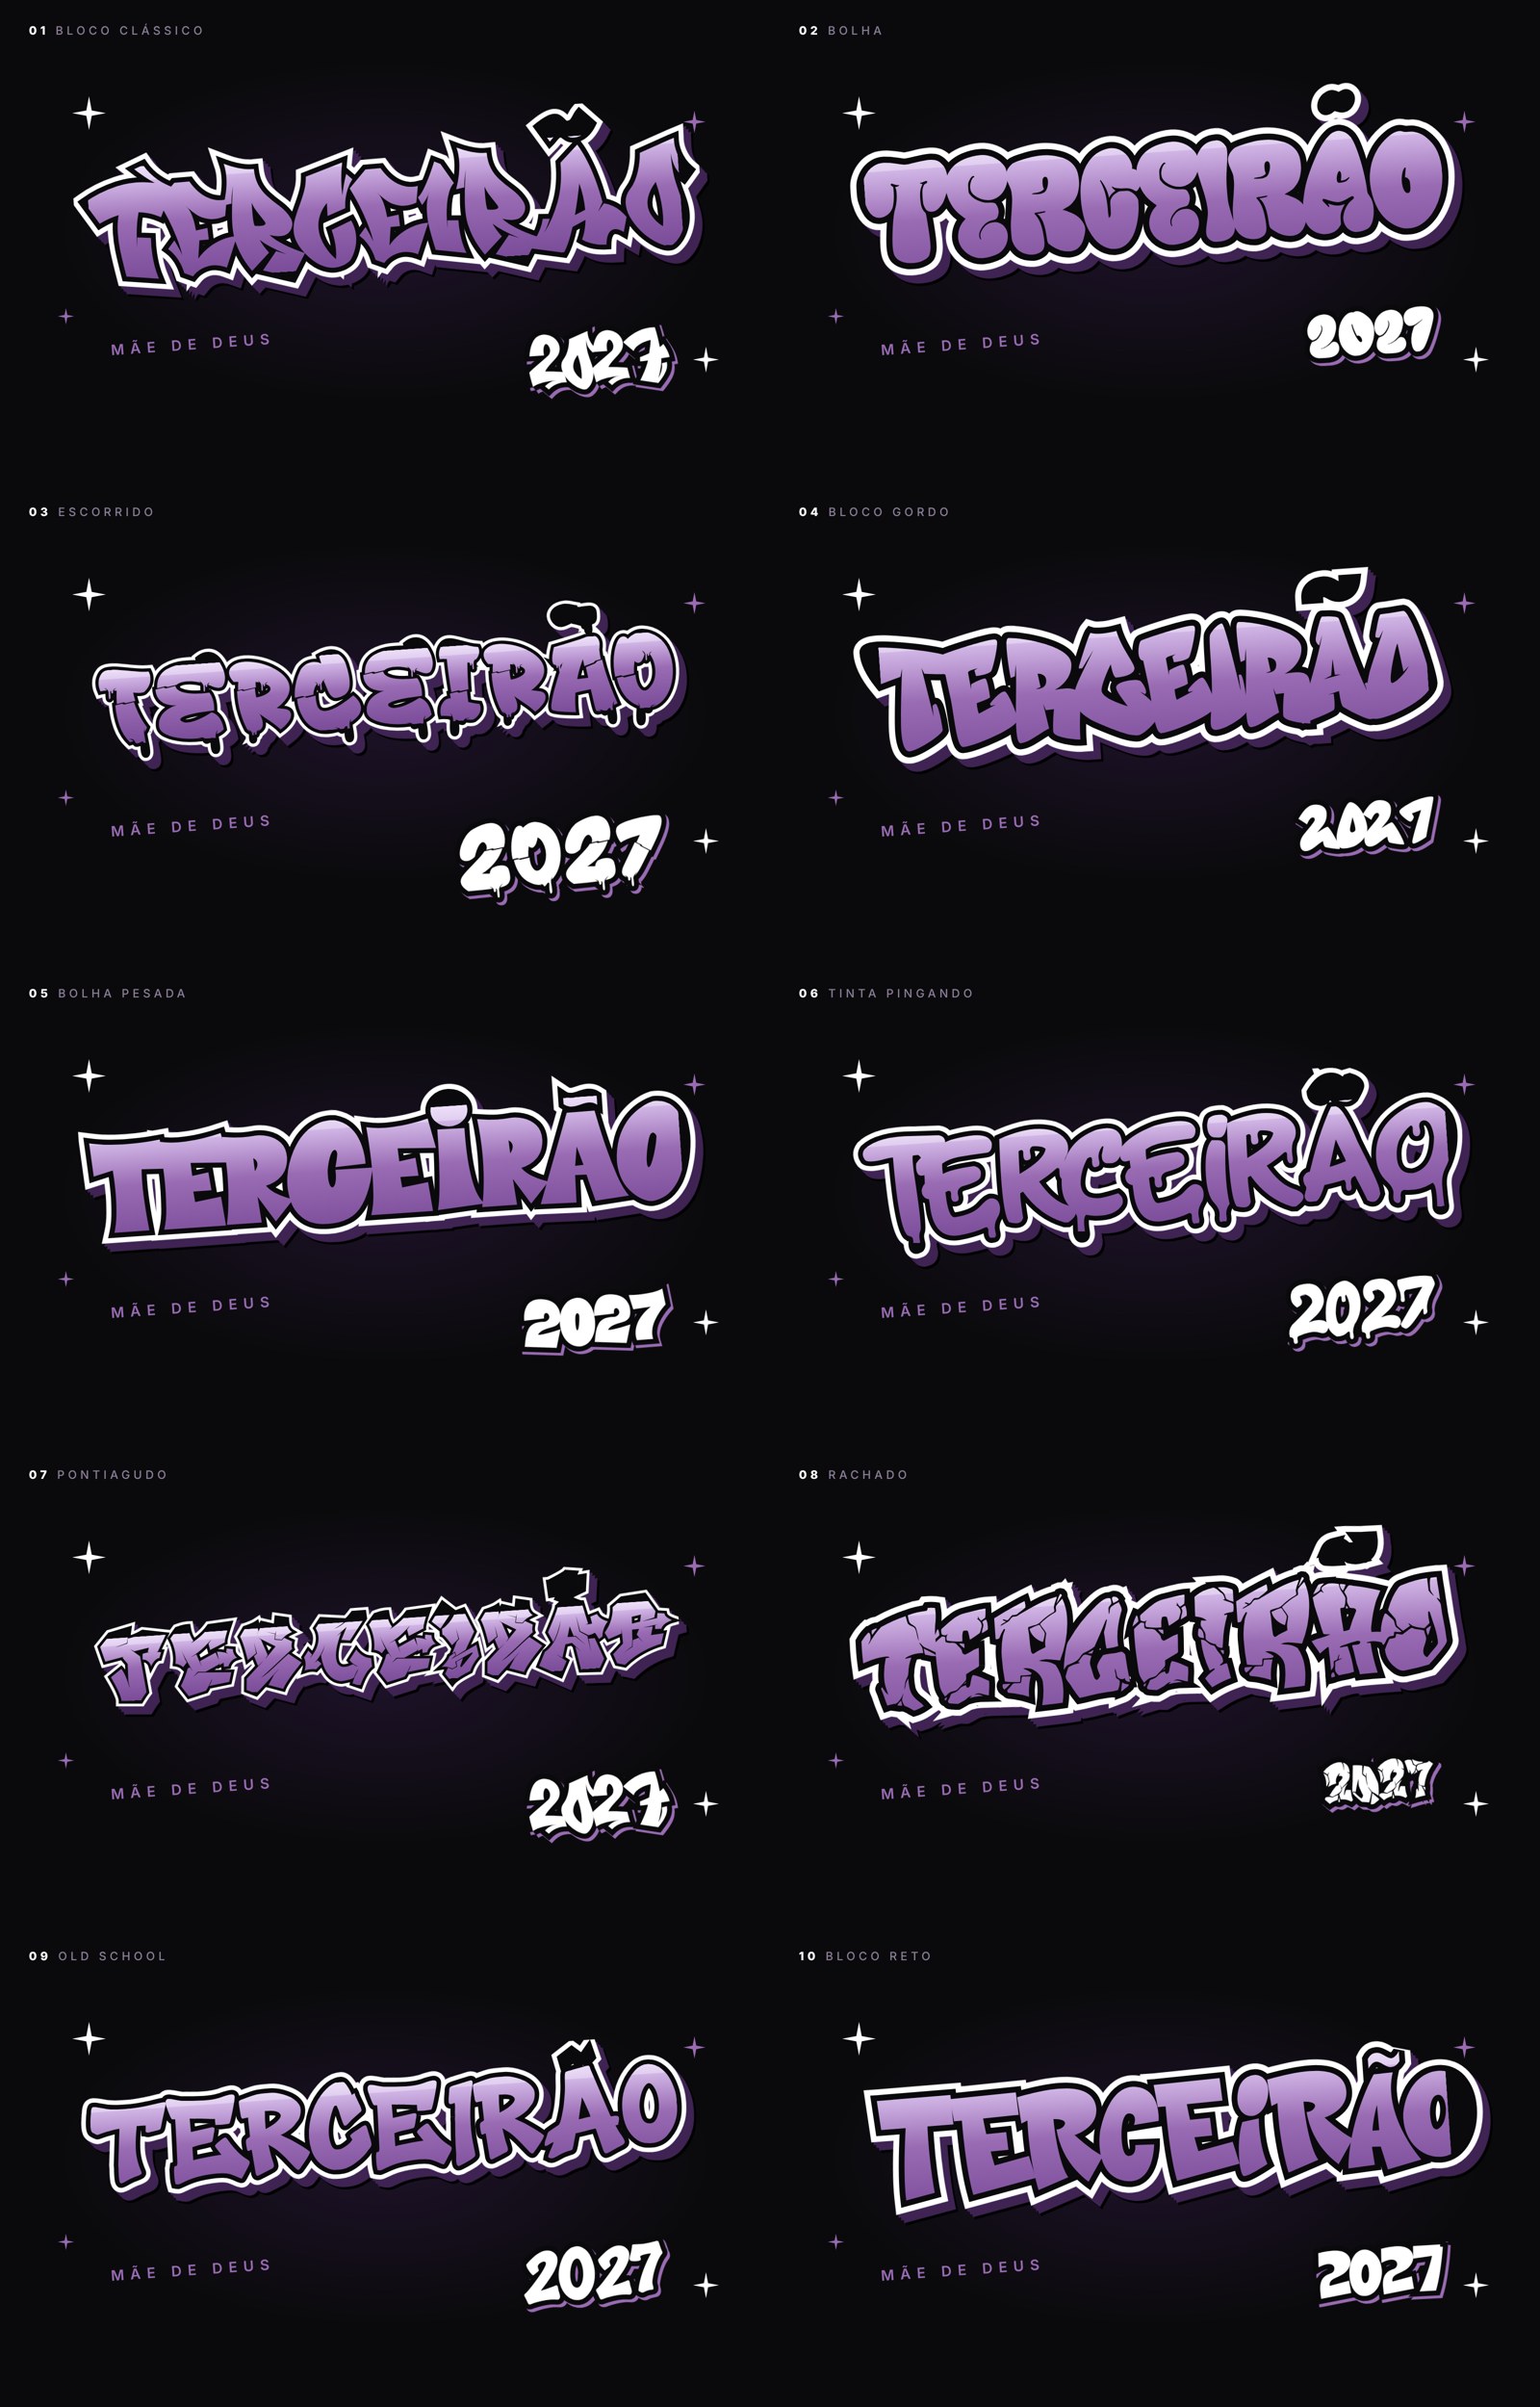 01 BLOCO CLÁSSICO
TERCEIRÃO
MÃE DE DEUS
2027
02 BOLHA
TERCEIRÃO
MÃE DE DEUS
2027
03 ESCORRIDO
TERCEIRÃO
MÃE DE DEUS
2027
04 BLOCO GORDO
TERCEIRÃO
MÃE DE DEUS
2027
05 BOLHA PESADA
TERCEIRÃO
MÃE DE DEUS
2027
06 TINTA PINGANDO
TERCEIRÃO
MÃE DE DEUS
2027
07 PONTIAGUDO
TERCEIRÃO
MÃE DE DEUS
2027
08 RACHADO
TERCEIRÃO
MÃE DE DEUS
2027
09 OLD SCHOOL
TERCEIRÃO
MÃE DE DEUS
2027
10 BLOCO RETO
TERCEIRÃO
MÃE DE DEUS
2027